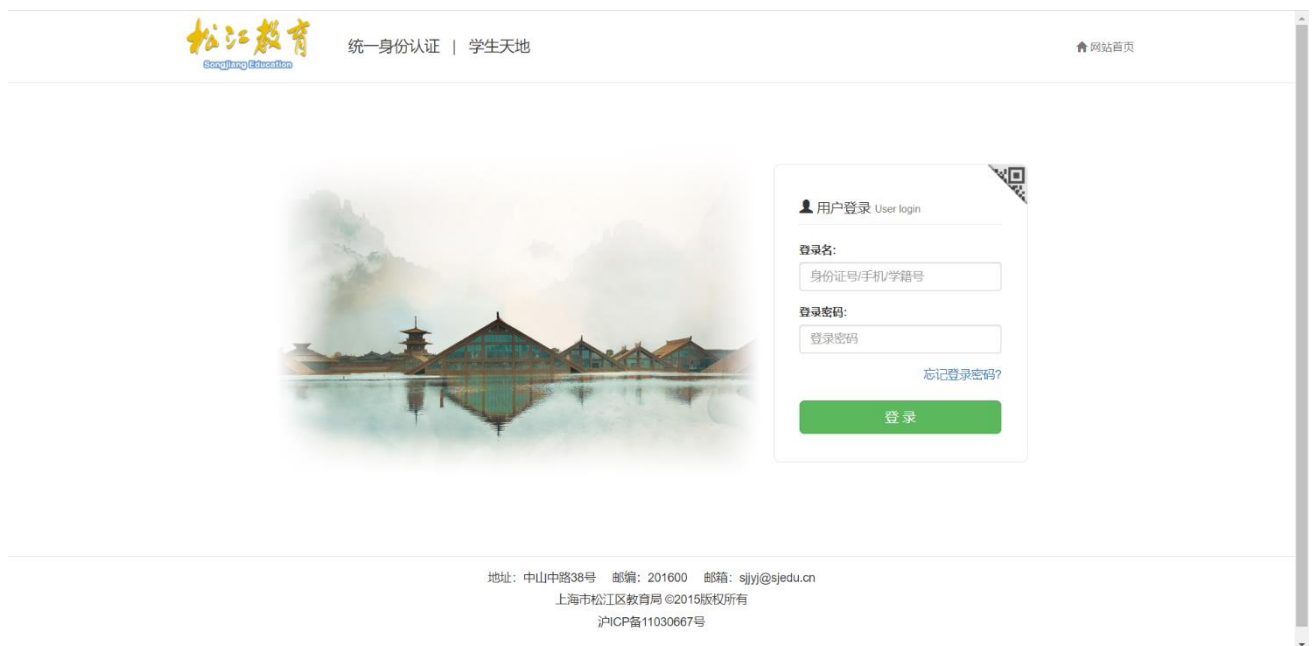 松江教育
Songjiang Education
统一身份认证 | 学生天地
网站首页
用户登录 User login
登录名:
身份证号/手机/学籍号
登录密码:
登录密码
忘记登录密码?
登 录
地址：中山中路38号 邮编：201600 邮箱：sjjyj@sjedu.cn
上海市松江区教育局 ©2015版权所有
沪ICP备11030667号